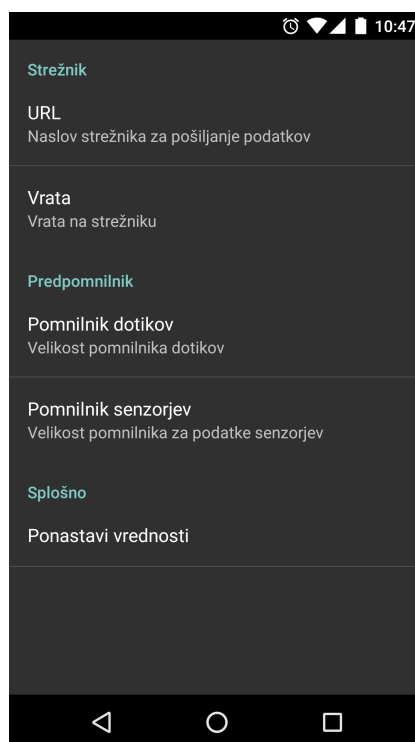 10:47
Strežnik
URL
Naslov strežnika za pošiljanje podatkov
Vrata
Vrata na strežniku
Predpomnilnik
Pomnilnik dotikov
Velikost pomnilnika dotikov
Pomnilnik senzorjev
Velikost pomnilnika za podatke senzorjev
Splošno
Ponastavi vrednosti